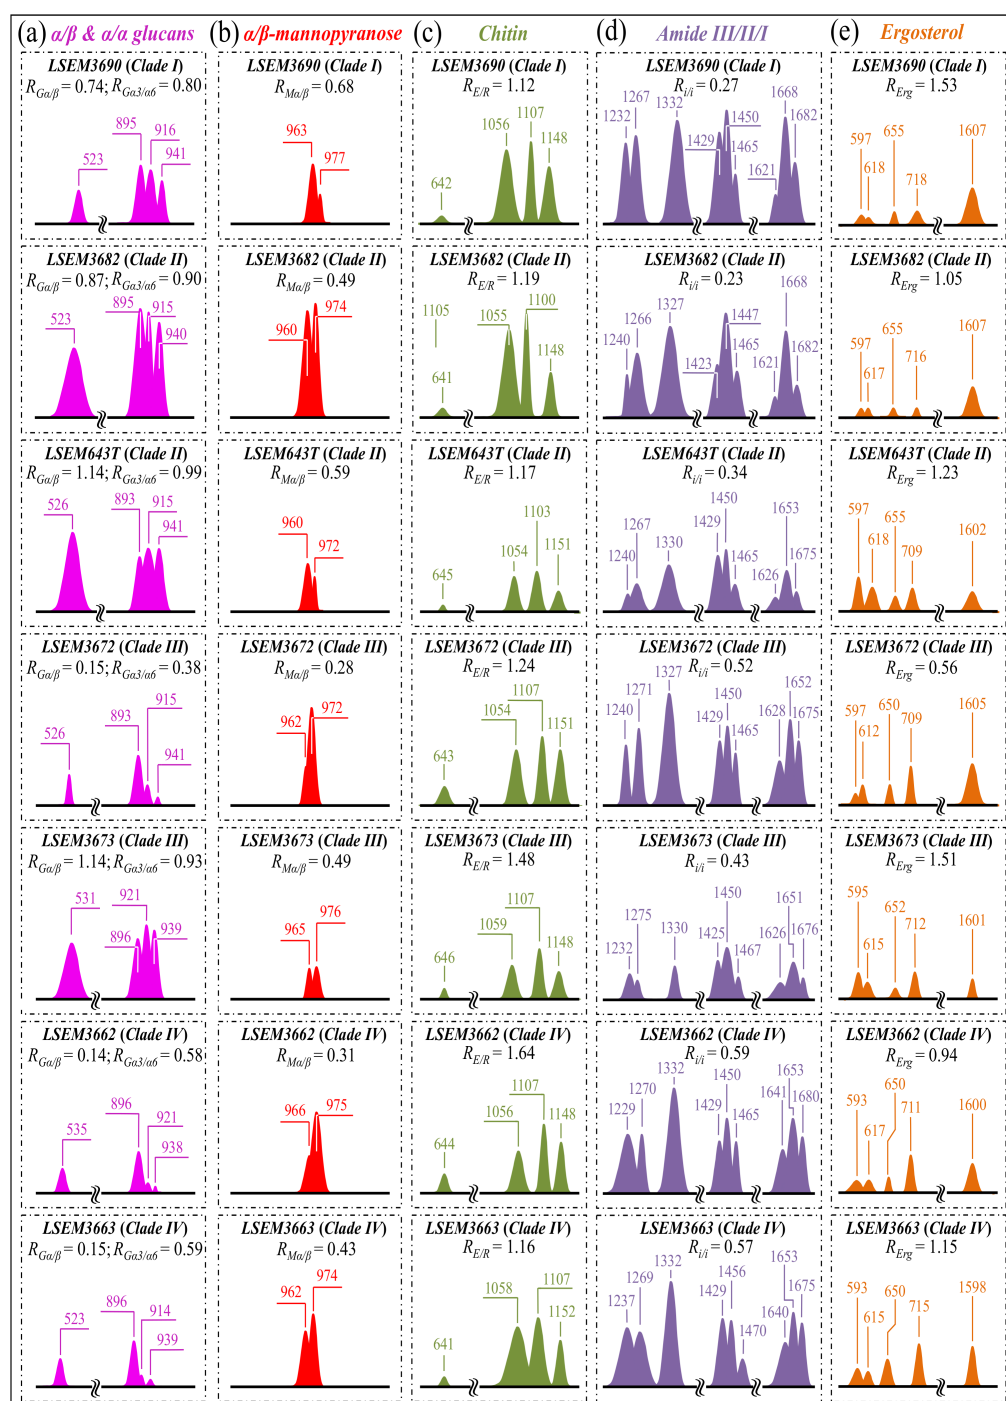 (a) α/β & α/α glucans
(b) α/β-mannopyranose
(c) Chitin
(d) Amide III/II/I
(e) Ergosterol
LSEM3690 (Clade I)
RGα/β = 0.74; RGα3/α6 = 0.80
895 916
523 941
LSEM3690 (Clade I)
RMα/β = 0.68
963
977
LSEM3690 (Clade I)
RE/R = 1.12
1107
1056 1148
642
LSEM3690 (Clade I)
Ri/i = 0.27
1267 1332 1668
1232 1450 1682
1429 1465 1621
LSEM3690 (Clade I)
RErg = 1.53
597 655 1607
618 718
LSEM3682 (Clade II)
RGα/β = 0.87; RGα3/α6 = 0.90
895 915
523 940
LSEM3682 (Clade II)
RMα/β = 0.49
974
960
LSEM3682 (Clade II)
RE/R = 1.19
1105 1100
1055
641 1148
LSEM3682 (Clade II)
Ri/i = 0.23
1327 1668
1240 1266 1447
1423 1465 1621 1682
LSEM3682 (Clade II)
RErg = 1.05
597 655 1607
617 716
LSEM643T (Clade II)
RGα/β = 1.14; RGα3/α6 = 0.99
526 893 915
941
LSEM643T (Clade II)
RMα/β = 0.59
960
972
LSEM643T (Clade II)
RE/R = 1.17
1103
1054 1151
645
LSEM643T (Clade II)
Ri/i = 0.34
1450 1653
1267 1429
1240 1330 1465 1626 1675
LSEM643T (Clade II)
RErg = 1.23
597 655 1602
618 709
LSEM3672 (Clade III)
RGα/β = 0.15; RGα3/α6 = 0.38
893 915
526 941
LSEM3672 (Clade III)
RMα/β = 0.28
972
962
LSEM3672 (Clade III)
RE/R = 1.24
1107
1054 1151
643
LSEM3672 (Clade III)
Ri/i = 0.52
1271 1327 1450 1652
1240 1429 1465 1628 1675
LSEM3672 (Clade III)
RErg = 0.56
597 650 1605
612 709
LSEM3673 (Clade III)
RGα/β = 1.14; RGα3/α6 = 0.93
531 921
896 939
LSEM3673 (Clade III)
RMα/β = 0.49
976
965
LSEM3673 (Clade III)
RE/R = 1.48
1107
1059 1148
646
LSEM3673 (Clade III)
Ri/i = 0.43
1275 1450 1651
1232 1330 1425 1467 1626 1676
LSEM3673 (Clade III)
RErg = 1.51
595 652 1601
615 712
LSEM3662 (Clade IV)
RGα/β = 0.14; RGα3/α6 = 0.58
896 921
535 938
LSEM3662 (Clade IV)
RMα/β = 0.31
966 975
LSEM3662 (Clade IV)
RE/R = 1.64
1107
1056 1148
644
LSEM3662 (Clade IV)
Ri/i = 0.59
1332 1450 1653
1229 1270 1429 1465 1641 1680
LSEM3662 (Clade IV)
RErg = 0.94
593 650 711 1600
617
LSEM3663 (Clade IV)
RGα/β = 0.15; RGα3/α6 = 0.59
896 914
523 939
LSEM3663 (Clade IV)
RMα/β = 0.43
974
962
LSEM3663 (Clade IV)
RE/R = 1.16
1058 1107
1152
641
LSEM3663 (Clade IV)
Ri/i = 0.57
1332 1456 1653
1237 1269 1429 1470 1640 1675
LSEM3663 (Clade IV)
RErg = 1.15
593 650 1598
615 715